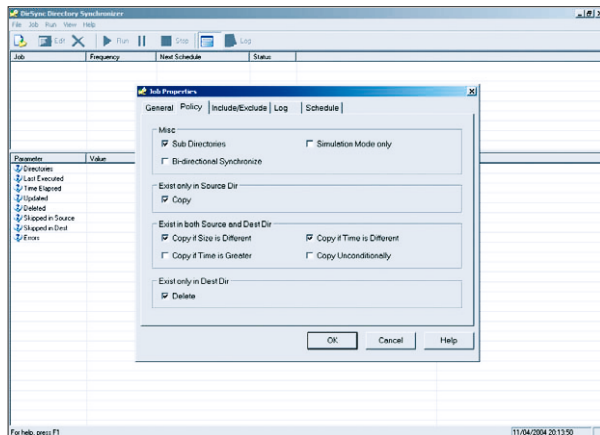 DirSync Directory Synchronizer
File Job Run View Help
Edit Run Stop Log
Job Frequency Next Schedule Status
Job Properties
General Policy Include/Exclude Log Schedule
Misc
Sub Directories Simulation Mode only
Bi-directional Synchronize
Exist only in Source Dir
Copy
Exist in both Source and Dest Dir
Copy if Size is Different Copy if Time is Different
Copy if Time is Greater Copy Unconditionally
Exist only in Dest Dir
Delete
OK Cancel Help
Parameter Value
Directories
Last Executed
Time Elapsed
Updated
Deleted
Skipped in Source
Skipped in Dest
Errors
For help, press F1 11/04/2004 20:13:50